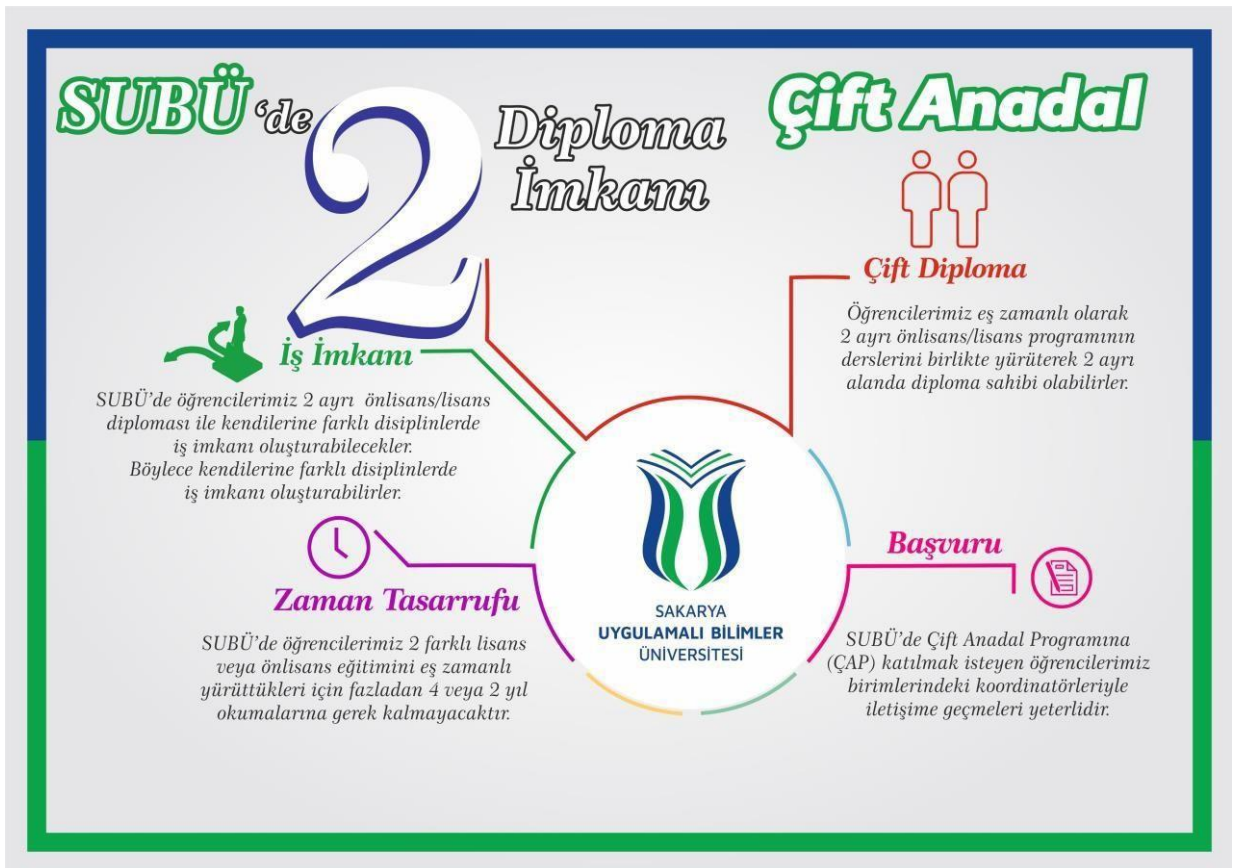 SUBÜ 'de 2 Diploma
İmkanı
Çift Anadal
Çift Diploma
Öğrencilerimiz eş zamanlı olarak
2 ayrı önlisans/lisans programının
derslerini birlikte yürüterek 2 ayrı
alanda diploma sahibi olabilirler.
İş İmkanı
SUBÜ'de öğrencilerimiz 2 ayrı önlisans/lisans
diploması ile kendilerine farklı disiplinlerde
iş imkanı oluşturabilecekler.
Böylece kendilerine farklı disiplinlerde
iş imkanı oluşturabilirler.
Zaman Tasarrufu
SUBÜ'de öğrencilerimiz 2 farklı lisans
veya önlisans eğitimini eş zamanlı
yürüttükleri için fazladan 4 veya 2 yıl
okumalarına gerek kalmayacaktır.
SAKARYA
UYGULAMALI BİLİMLER
ÜNİVERSİTESİ
Başvuru
SUBÜ'de Çift Anadal Programına
(ÇAP) katılmak isteyen öğrencilerimiz
birimlerindeki koordinatörleriyle
iletişime geçmeleri yeterlidir.